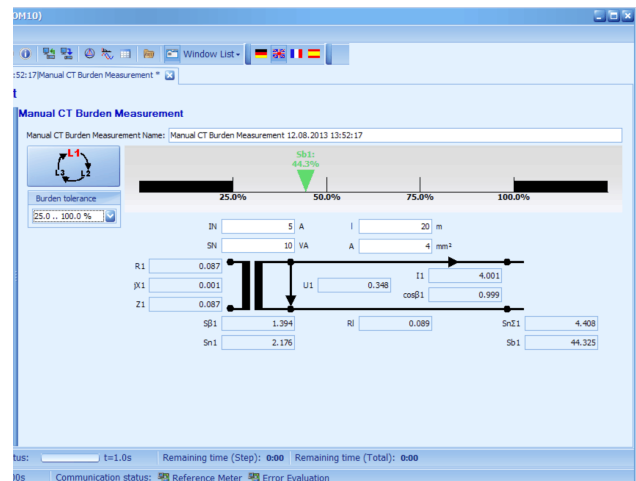 DM10)
Window List
:52:17|Manual CT Burden Measurement *
t
Manual CT Burden Measurement
Manual CT Burden Measurement Name: Manual CT Burden Measurement 12.08.2013 13:52:17
L1
L3 L2
Sb1:
44.3%
25.0% 50.0% 75.0% 100.0%
Burden tolerance
25.0 .. 100.0 %
IN 5 A l 20 m
SN 10 VA A 4 mm²
R1 0.087
jX1 0.001
Z1 0.087
U1 0.348
I1 4.001
cosβ1 0.999
Sβ1 1.394 Rl 0.089 SnΣ1 4.408
Sn1 2.176 Sb1 44.325
tus: t=1.0s Remaining time (Step): 0:00 Remaining time (Total): 0:00
00s Communication status: Reference Meter Error Evaluation